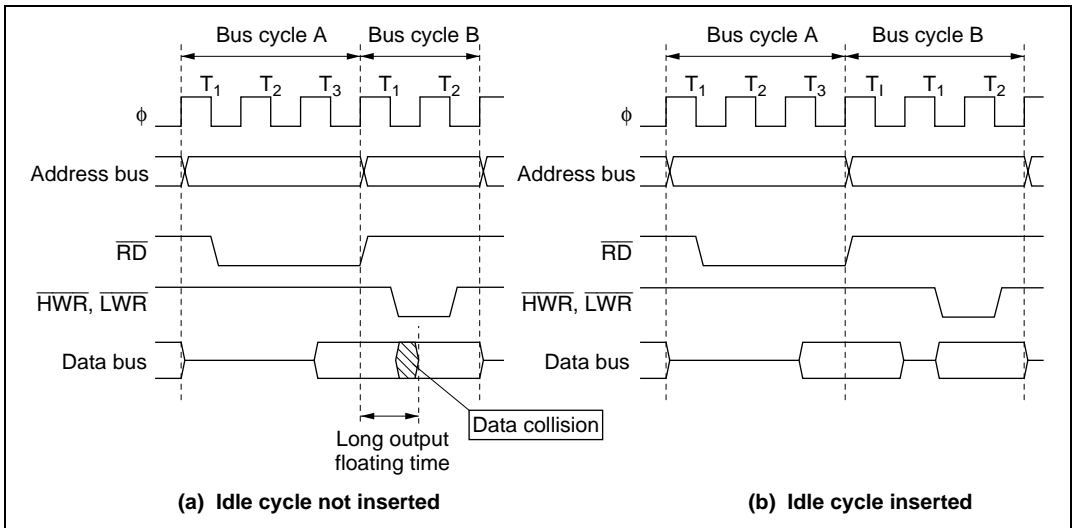 Bus cycle A Bus cycle B
T1 T2 T3 T1 T2
ϕ
Address bus
RD
HWR, LWR
Data bus
Data collision
Long output
floating time
(a) Idle cycle not inserted
Bus cycle A Bus cycle B
T1 T2 T3 TI T1 T2
ϕ
Address bus
RD
HWR, LWR
Data bus
(b) Idle cycle inserted